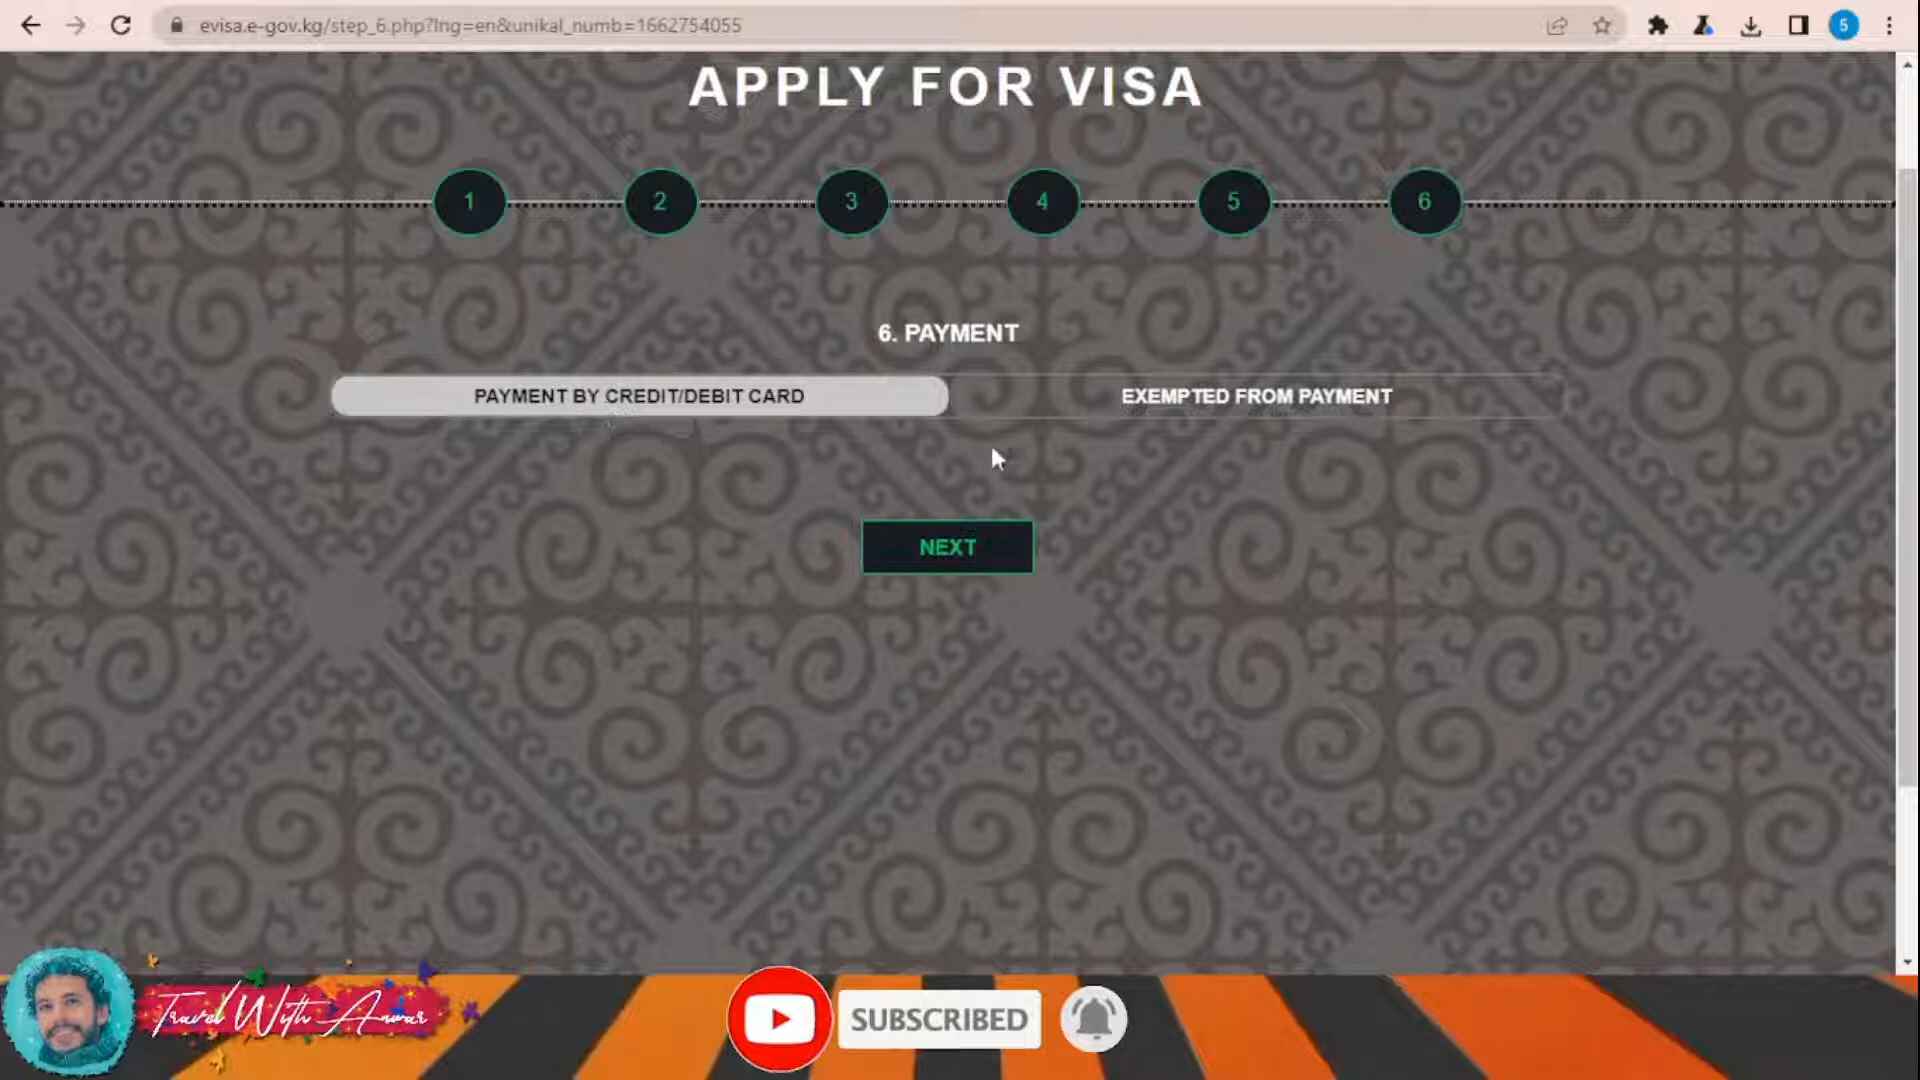 evisa.e-gov.kg/step_6.php?lng=en&unikal_numb=1662754055
5
APPLY FOR VISA
1 2 3 4 5 6
6. PAYMENT
PAYMENT BY CREDIT/DEBIT CARD EXEMPTED FROM PAYMENT
NEXT
Travel With Anwar
SUBSCRIBED